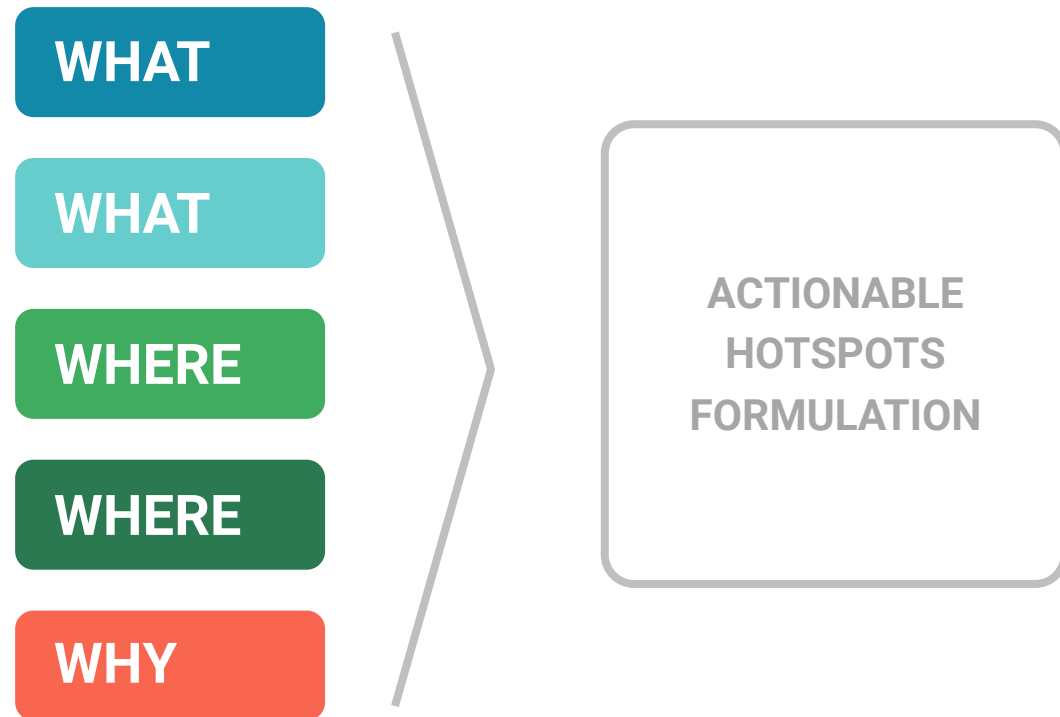 WHAT
WHAT
WHERE
WHERE
WHY
ACTIONABLE
HOTSPOTS
FORMULATION